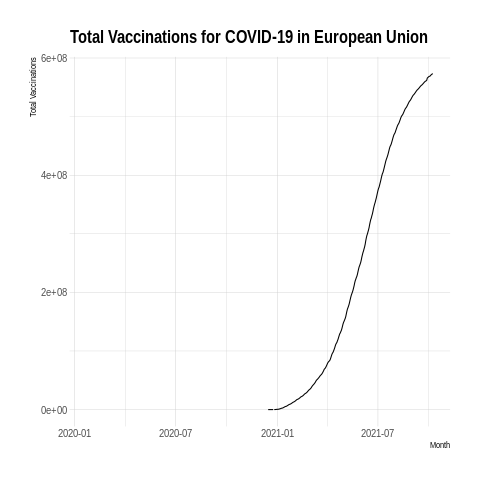 Total Vaccinations for COVID-19 in European Union
Total Vaccinations
6e+08
4e+08
2e+08
0e+00
2020-01 2020-07 2021-01 2021-07
Month